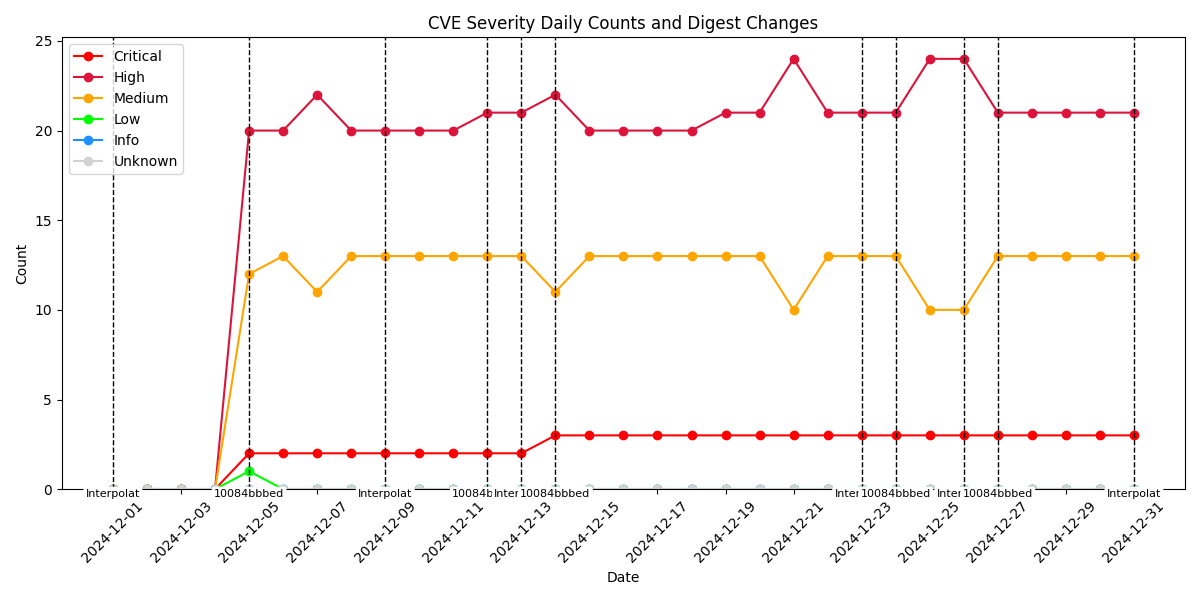 CVE Severity Daily Counts and Digest Changes
Critical
High
Medium
Low
Info
Unknown
25
20
15
10
5
0
Count
Interpolat
10084bbbed
Interpolat
10084b
Inter
10084bbbed
Inte
10084bbbed
Inte
10084bbbed
Interpolat
2024-12-01
2024-12-03
2024-12-05
2024-12-07
2024-12-09
2024-12-11
2024-12-13
2024-12-15
2024-12-17
2024-12-19
2024-12-21
2024-12-23
2024-12-25
2024-12-27
2024-12-29
2024-12-31
Date